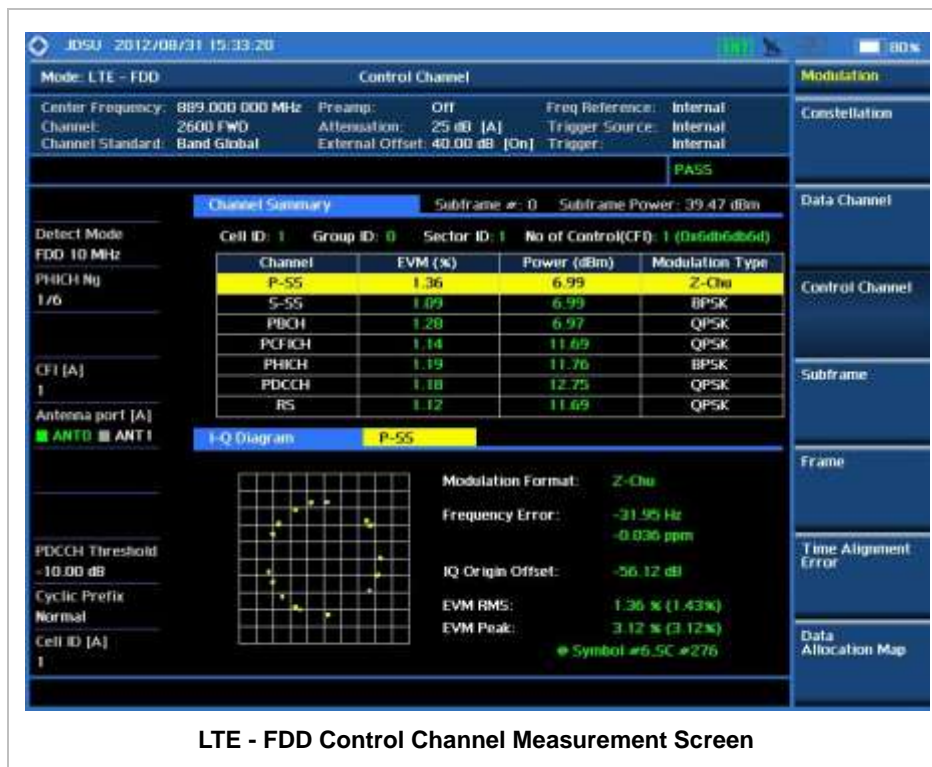 JDSU 2012/08/31 15:33:20
80%
Mode: LTE - FDD Control Channel
Modulation
Center Frequency: 889.000 000 MHz Preamp: Off Freq Reference: Internal
Channel: 2600 FWD Attenuation: 25 dB [A] Trigger Source: Internal
Channel Standard: Band Global External Offset: 40.00 dB [On] Trigger: Internal
PASS
Constellation
Data Channel
Control Channel
Subframe
Frame
Time Alignment
Error
Data
Allocation Map
Detect Mode
FDD 10 MHz
PHICH Ng
1/6
CFI [A]
1
Antenna port [A]
ANT0 ANT1
PDCCH Threshold
-10.00 dB
Cyclic Prefix
Normal
Cell ID [A]
1
Channel Summary Subframe #: 0 Subframe Power: 39.47 dBm
Cell ID: 1 Group ID: 0 Sector ID: 1 No of Control(CFI): 1 (0x6db6db6d)
Channel EVM (%) Power (dBm) Modulation Type
P-SS 1.36 6.99 Z-Chu
S-SS 1.09 6.99 BPSK
PBCH 1.28 6.97 QPSK
PCFICH 1.14 11.69 QPSK
PHICH 1.19 11.76 BPSK
PDCCH 1.18 12.75 QPSK
RS 1.12 11.69 QPSK
I-Q Diagram P-SS
Modulation Format: Z-Chu
Frequency Error: -31.95 Hz
-0.036 ppm
IQ Origin Offset: -56.12 dB
EVM RMS: 1.36 % (1.43%)
EVM Peak: 3.12 % (3.12%)
@ Symbol #6,SC #276
LTE - FDD Control Channel Measurement Screen